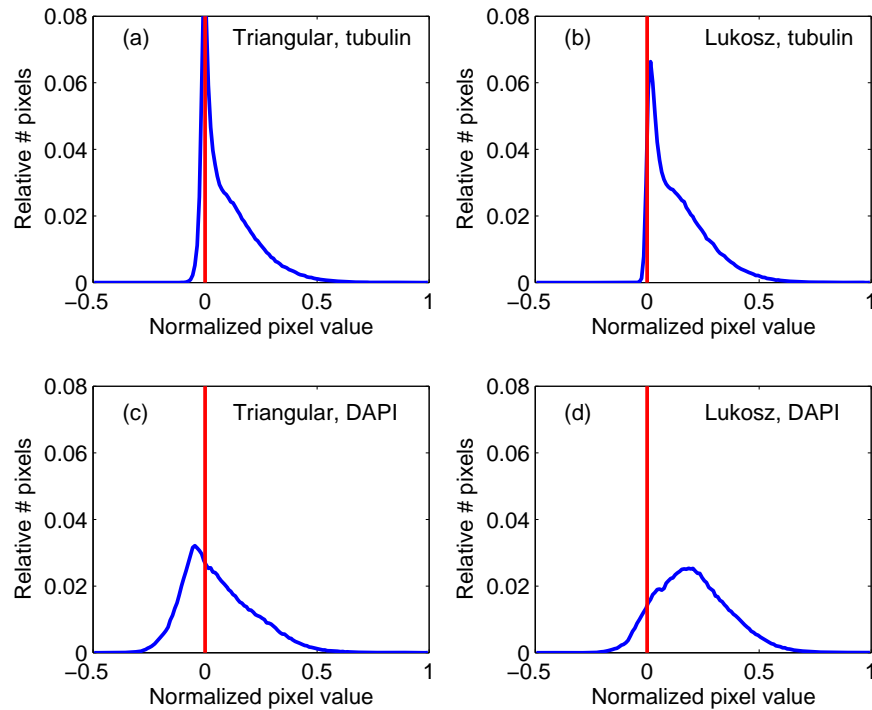 (a) Triangular, tubulin
Relative # pixels
0.08
0.06
0.04
0.02
0
−0.5 0 0.5 1
Normalized pixel value
(b) Lukosz, tubulin
Relative # pixels
0.08
0.06
0.04
0.02
0
−0.5 0 0.5 1
Normalized pixel value
(c) Triangular, DAPI
Relative # pixels
0.08
0.06
0.04
0.02
0
−0.5 0 0.5 1
Normalized pixel value
(d) Lukosz, DAPI
Relative # pixels
0.08
0.06
0.04
0.02
0
−0.5 0 0.5 1
Normalized pixel value